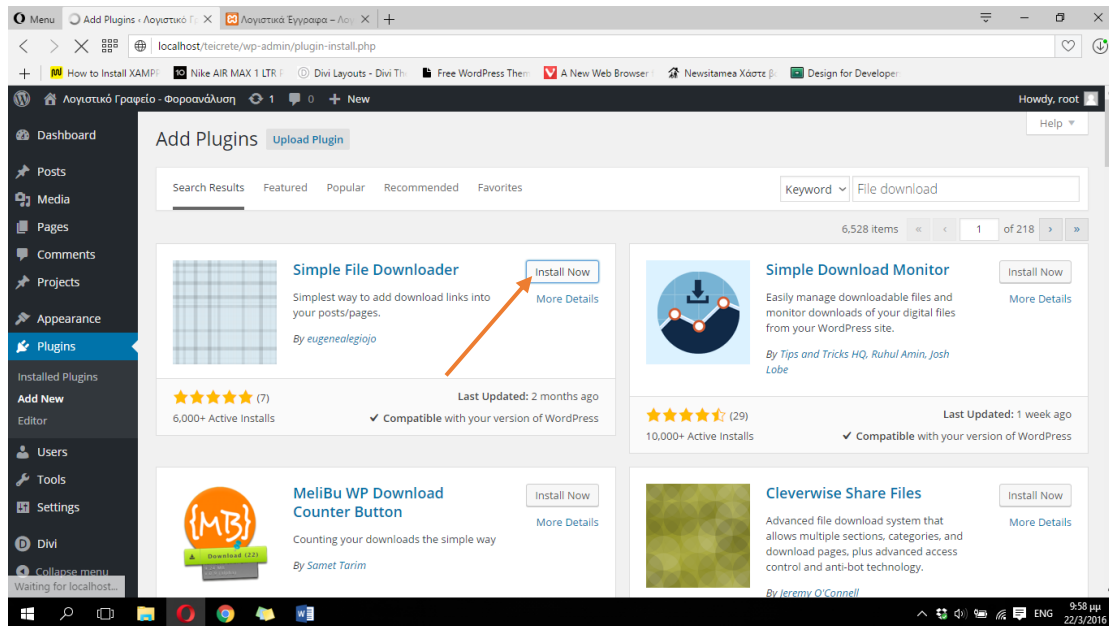 Menu
Add Plugins ‹ Λογιστικό Γ
Λογιστικά Έγγραφα – Λογ
localhost/teicrete/wp-admin/plugin-install.php
How to Install XAMPP
Nike AIR MAX 1 LTR
Divi Layouts - Divi Th
Free WordPress Them
A New Web Browser
Newsitamea Χάστε β
Design for Developer
Λογιστικό Γραφείο - Φοροανάλυση
1
0
New
Howdy, root
Help
Dashboard
Posts
Media
Pages
Comments
Projects
Appearance
Plugins
Installed Plugins
Add New
Editor
Users
Tools
Settings
Divi
Collapse menu
Waiting for localhost...
Add Plugins
Upload Plugin
Search Results Featured Popular Recommended Favorites
Keyword
File download
6,528 items « ‹ 1 of 218 › »
Simple File Downloader
Install Now
More Details
Simplest way to add download links into
your posts/pages.
By eugenealegiojo
(7)
6,000+ Active Installs
Last Updated: 2 months ago
Compatible with your version of WordPress
Simple Download Monitor
Install Now
More Details
Easily manage downloadable files and
monitor downloads of your digital files
from your WordPress site.
By Tips and Tricks HQ, Ruhul Amin, Josh
Lobe
(29)
10,000+ Active Installs
Last Updated: 1 week ago
Compatible with your version of WordPress
{MB}
Download (22)
MeliBu WP Download
Counter Button
Install Now
More Details
Counting your downloads the simple way
By Samet Tarim
Cleverwise Share Files
Install Now
More Details
Advanced file download system that
allows multiple sections, categories, and
download pages, plus advanced access
control and anti-bot technology.
By Jeremy O'Connell
ENG
9:58 μμ
22/3/2016